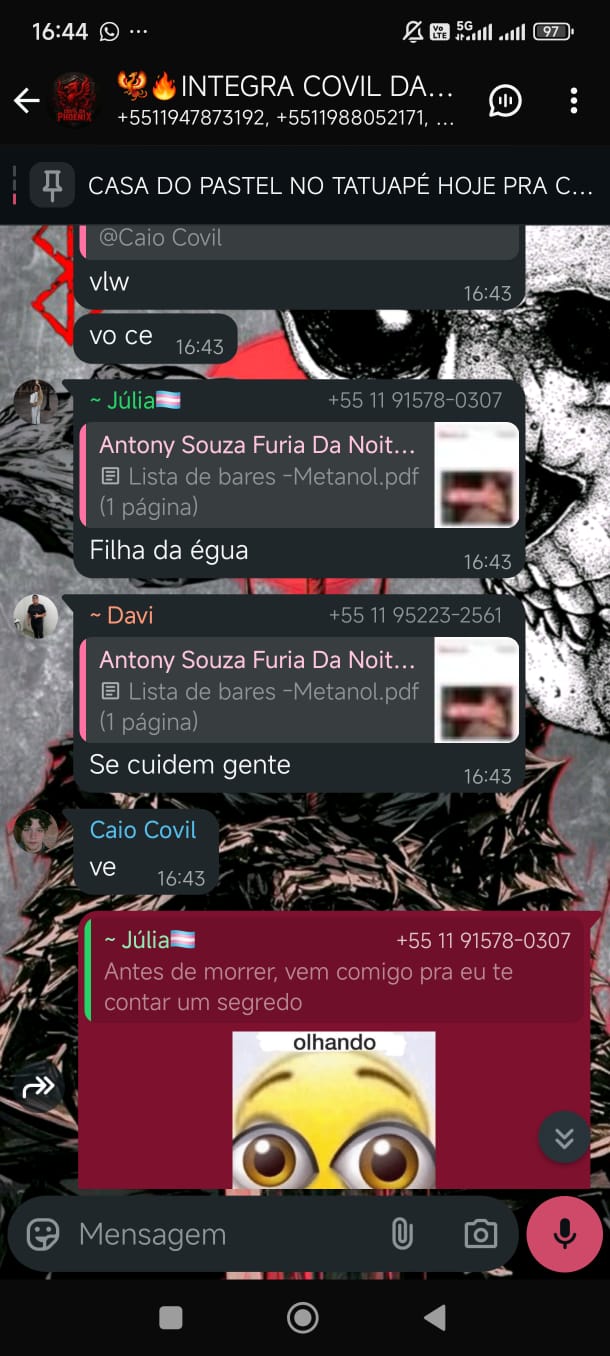 16:44
5G
Vo LTE
97
INTEGRA COVIL DA...
+5511947873192, +5511988052171, ...
PHOENIX
CASA DO PASTEL NO TATUAPÉ HOJE PRA C...
@Caio Covil
vlw
16:43
vo ce
16:43
~ Júlia
+55 11 91578-0307
Antony Souza Furia Da Noit...
Lista de bares -Metanol.pdf
(1 página)
Filha da égua
16:43
~ Davi
+55 11 95223-2561
Antony Souza Furia Da Noit...
Lista de bares -Metanol.pdf
(1 página)
Se cuidem gente
16:43
Caio Covil
ve
16:43
~ Júlia
+55 11 91578-0307
Antes de morrer, vem comigo pra eu te
contar um segredo
olhando
Mensagem